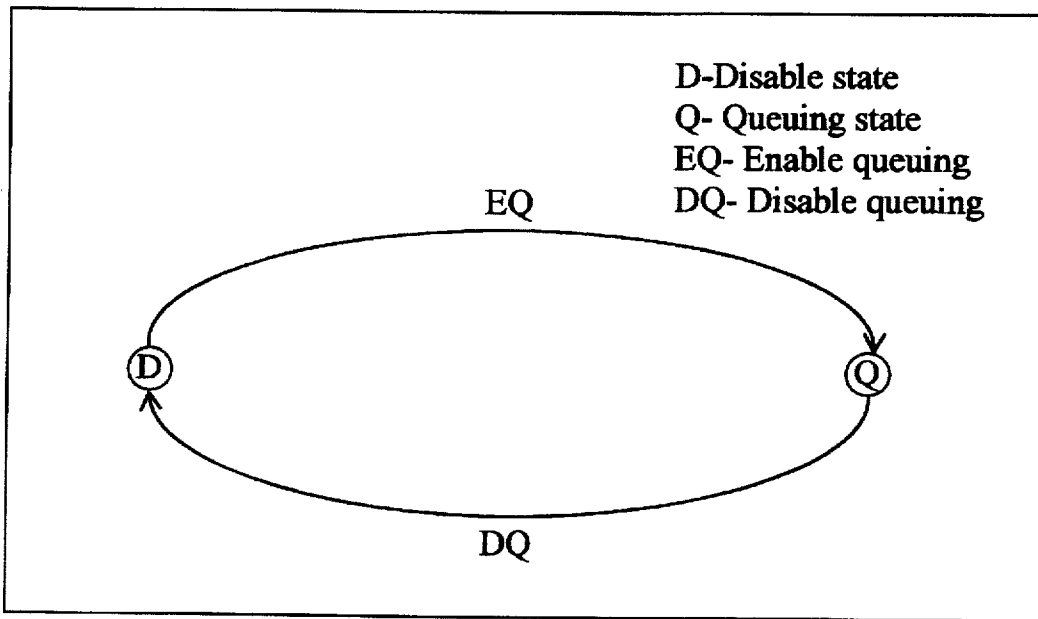 D-Disable state
Q- Queuing state
EQ- Enable queuing
DQ- Disable queuing
EQ
D
Q
DQ